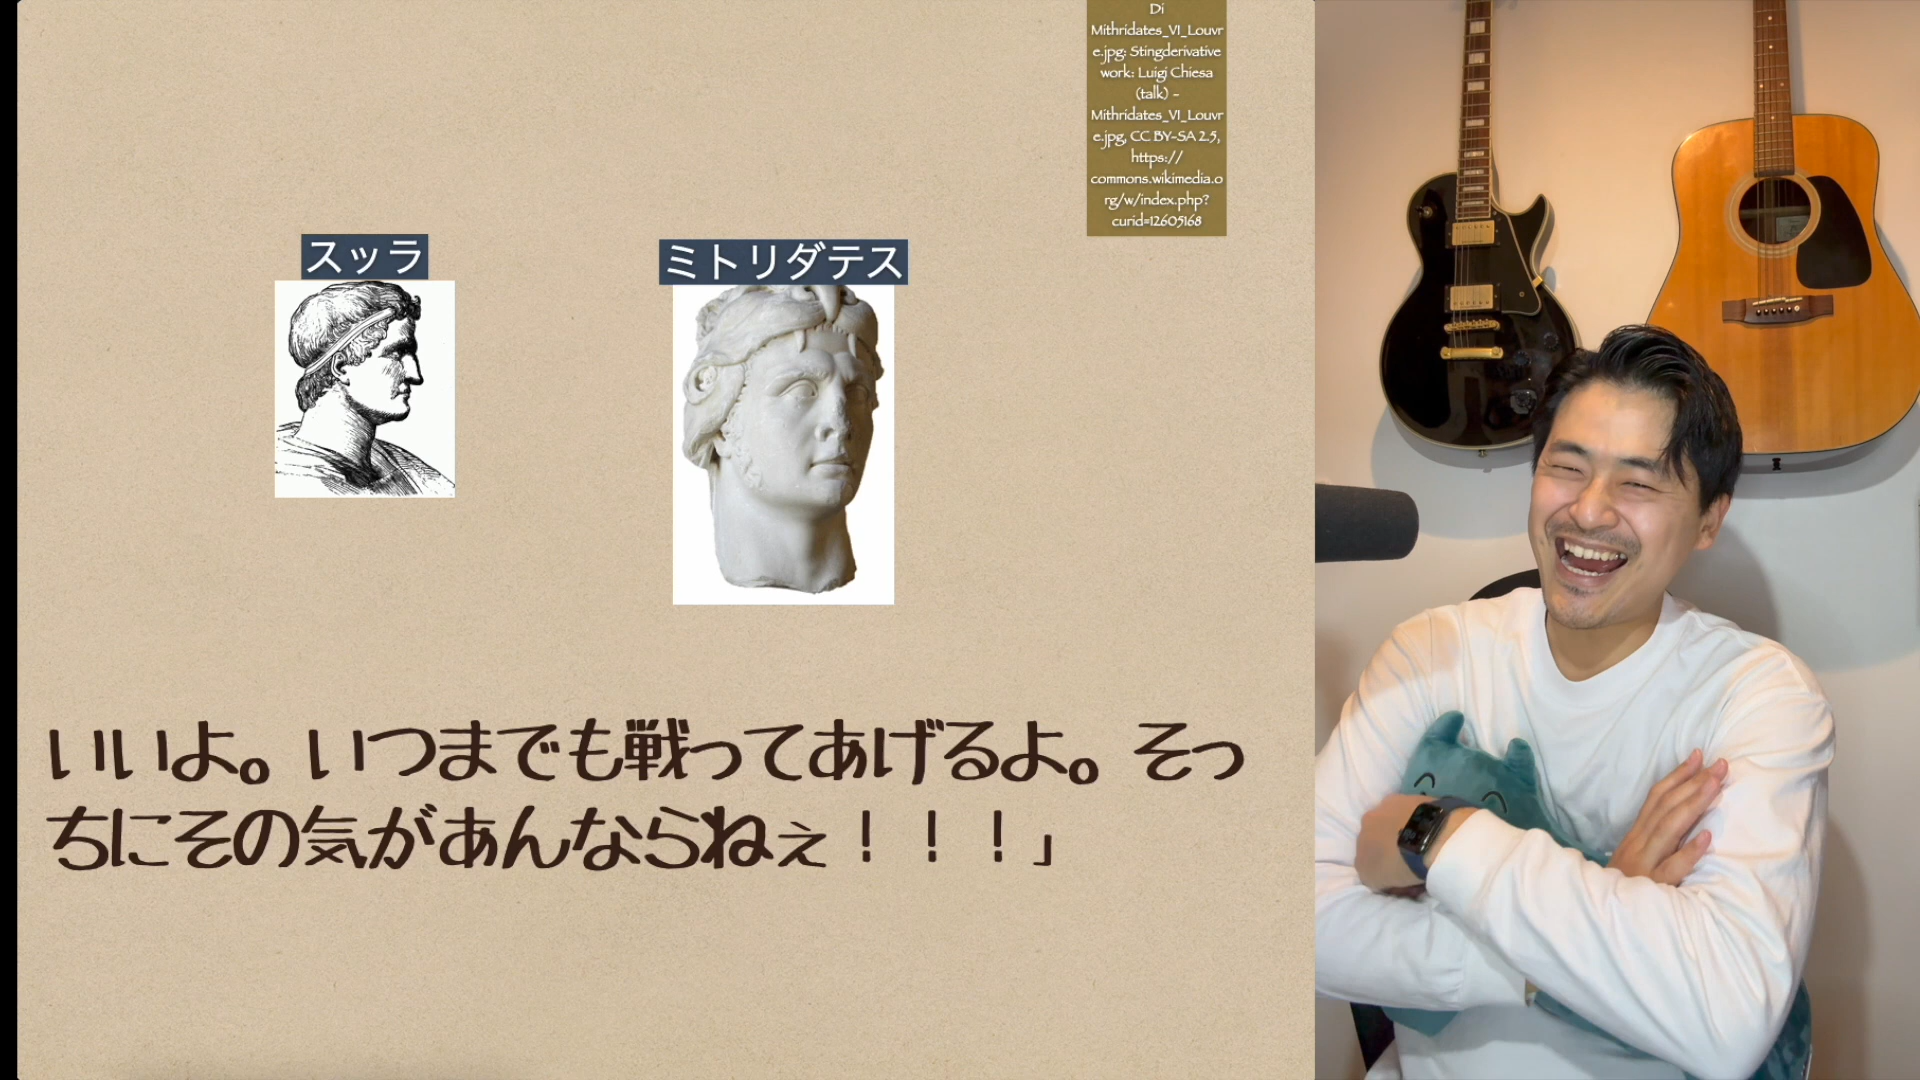 Di
Mithridates_VI_Louvr
e.jpg: Stingderivative
work: Luigi Chiesa
(talk) -
Mithridates_VI_Louvr
e.jpg, CC BY-SA 2.5,
https://
commons.wikimedia.o
rg/w/index.php?
curid=12605168
スッラ
ミトリダテス
いいよ。いつまでも戦ってあげるよ。そっ
ちにその気があんならねぇ！！！」